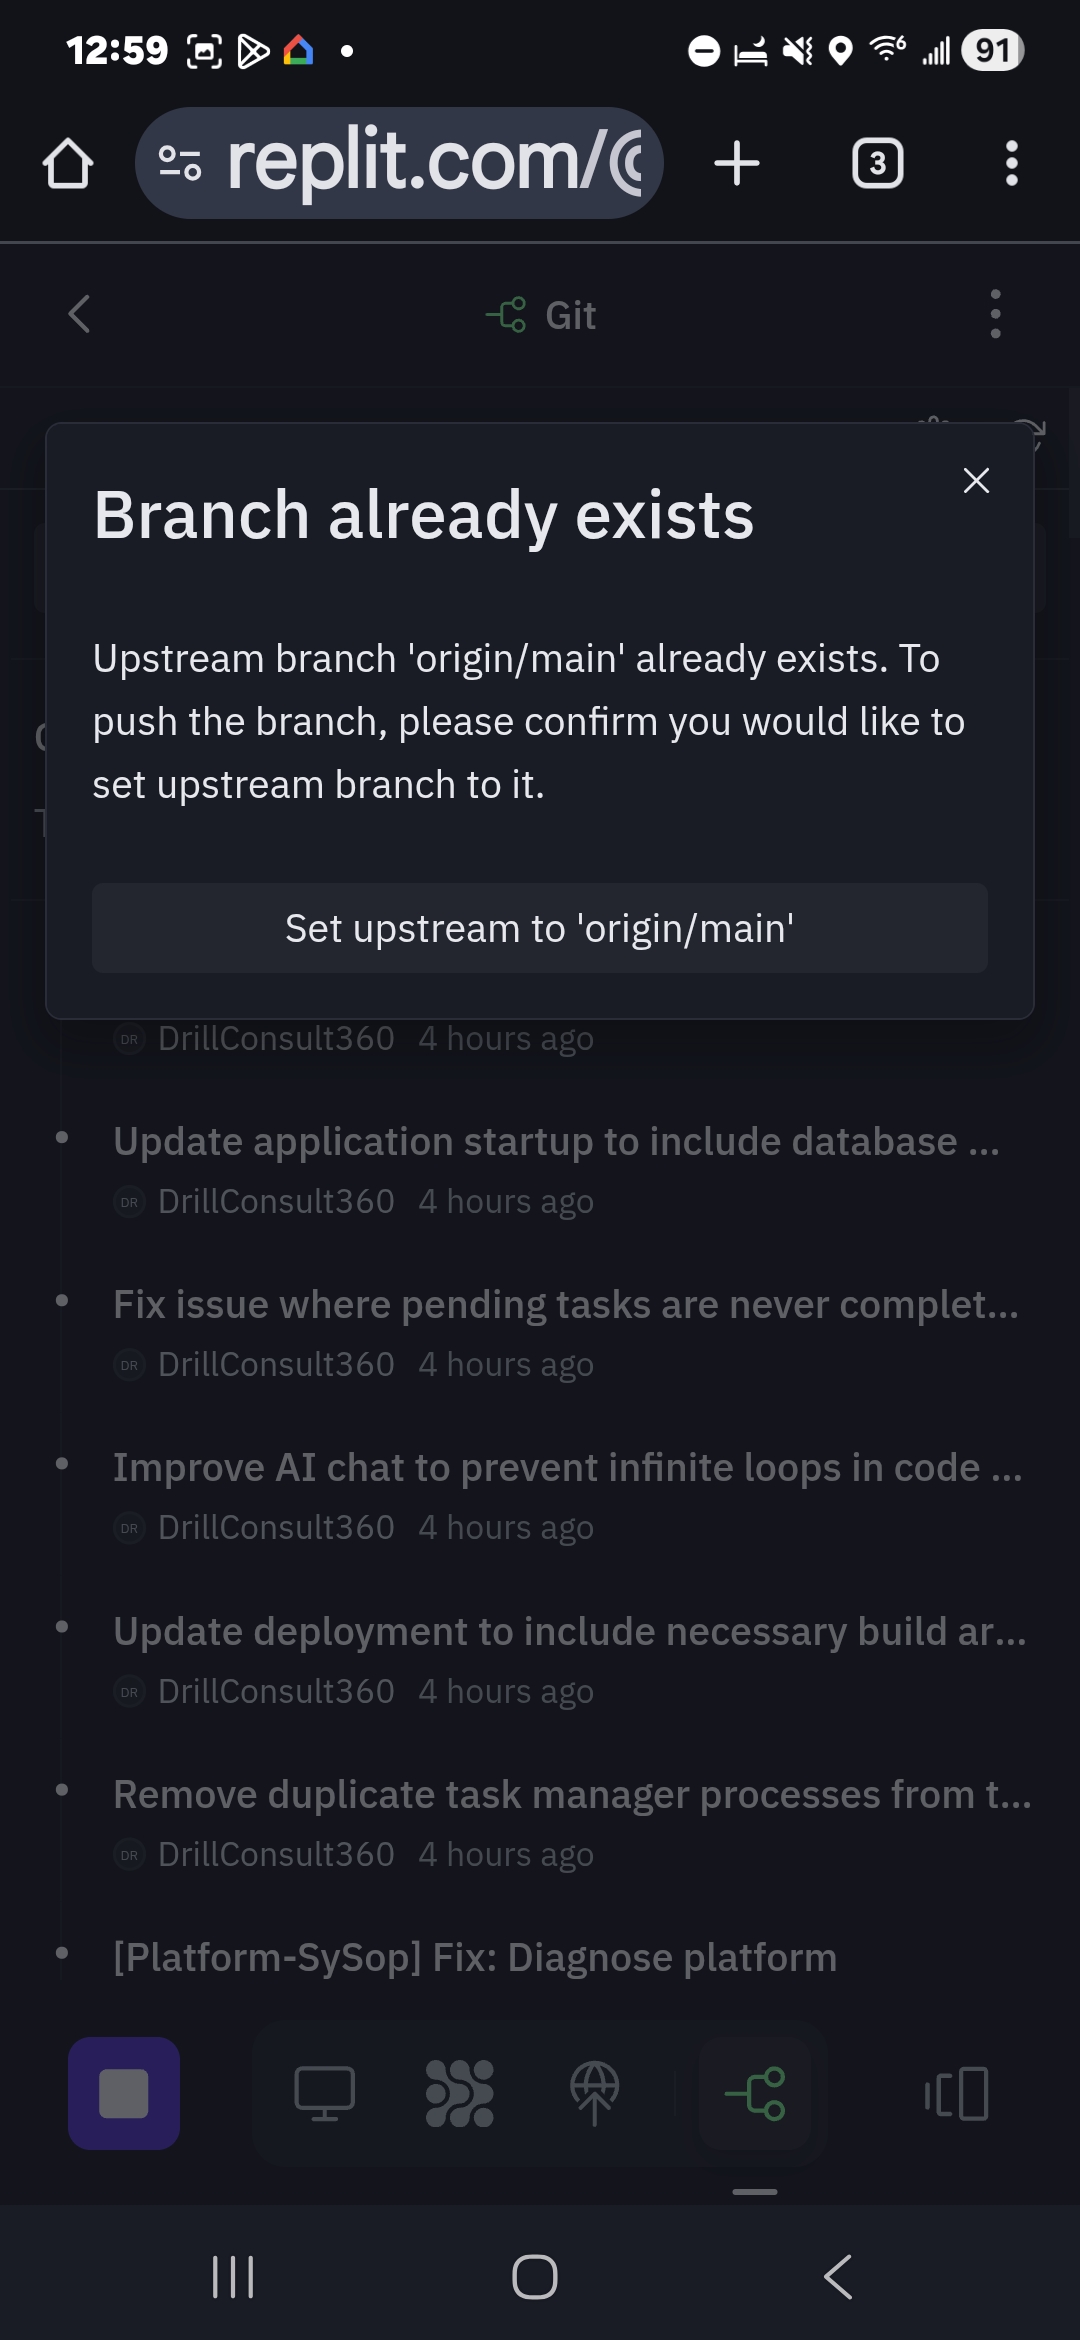 12:59
91
replit.com/
3
Git
Branch already exists
Upstream branch 'origin/main' already exists. To
push the branch, please confirm you would like to
set upstream branch to it.
Set upstream to 'origin/main'
DR DrillConsult360 4 hours ago
Update application startup to include database ...
DR DrillConsult360 4 hours ago
Fix issue where pending tasks are never complet...
DR DrillConsult360 4 hours ago
Improve AI chat to prevent infinite loops in code ...
DR DrillConsult360 4 hours ago
Update deployment to include necessary build ar...
DR DrillConsult360 4 hours ago
Remove duplicate task manager processes from t...
DR DrillConsult360 4 hours ago
[Platform-SySop] Fix: Diagnose platform